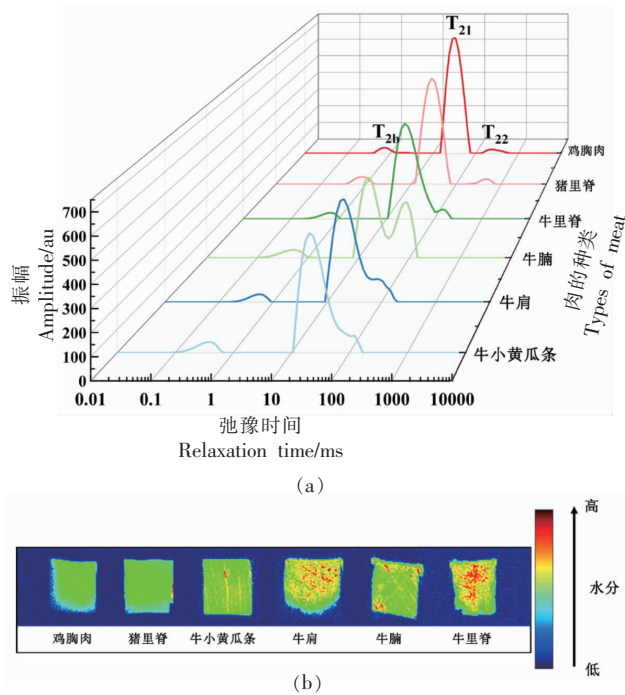 T21
T2b
T22
鸡胸肉
猪里脊
牛里脊
牛腩
牛肩
牛小黄瓜条
肉的种类
Types of meat
振幅
Amplitude/au
700
600
500
400
300
200
100
0
0.01 0.1 1 10 100 1000 10000
弛豫时间
Relaxation time/ms
(a)
高
水分
低
鸡胸肉 猪里脊 牛小黄瓜条 牛肩 牛腩 牛里脊
(b)